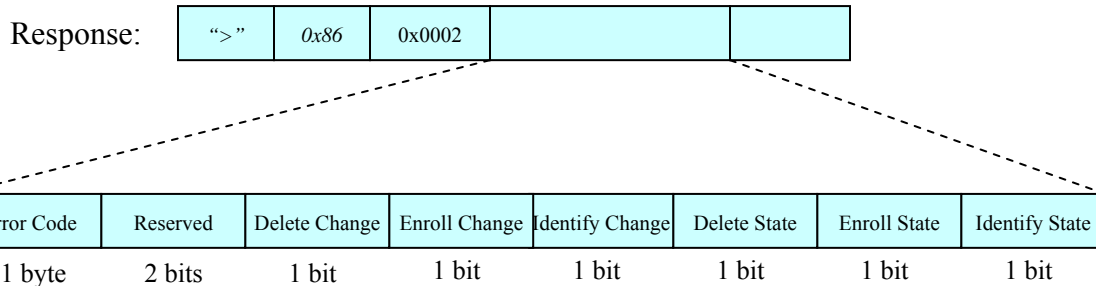 Response: “>” 0x86 0x0002
rror Code Reserved Delete Change Enroll Change Identify Change Delete State Enroll State Identify State
1 byte 2 bits 1 bit 1 bit 1 bit 1 bit 1 bit 1 bit